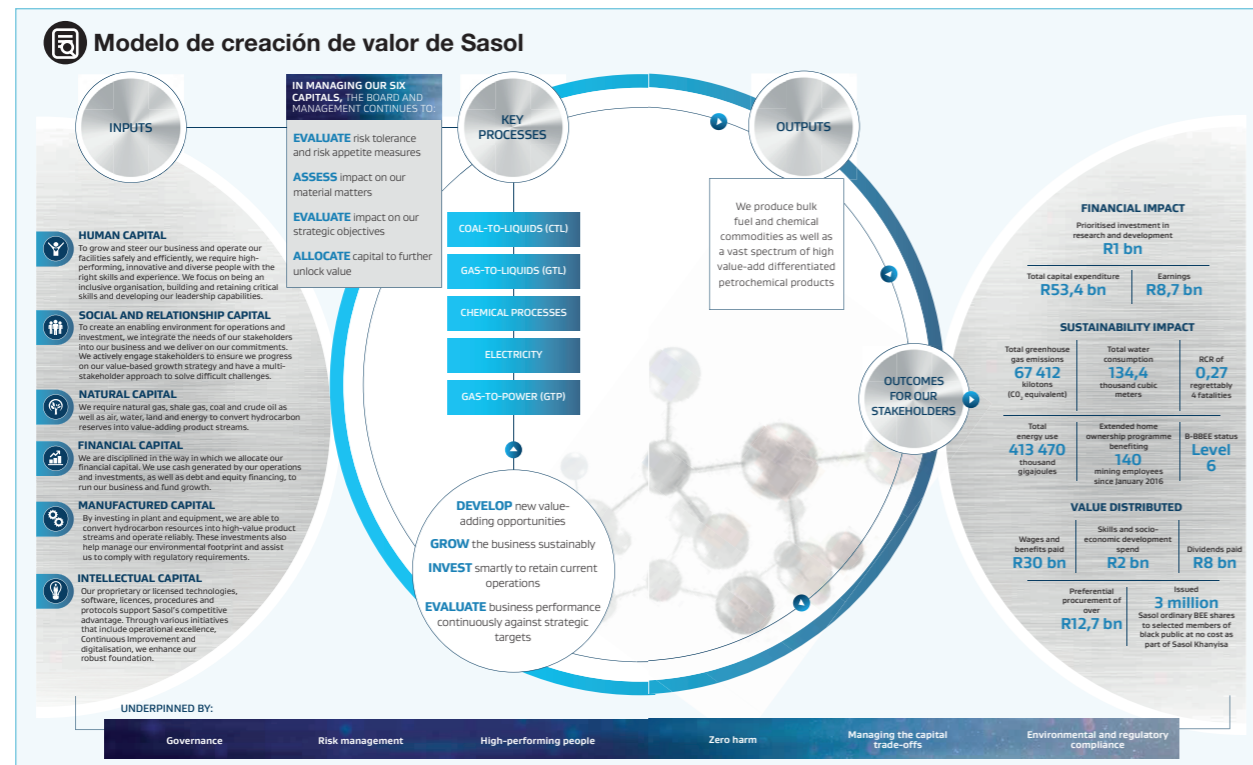 Modelo de creación de valor de Sasol
INPUTS
IN MANAGING OUR SIX
CAPITALS, THE BOARD AND
MANAGEMENT CONTINUES TO:
EVALUATE risk tolerance
and risk appetite measures
ASSESS impact on our
material matters
EVALUATE impact on our
strategic objectives
ALLOCATE capital to further
unlock value
KEY
PROCESSES
OUTPUTS
HUMAN CAPITAL
To grow and steer our business and operate our
facilities safely and efficiently, we require high-
performing, innovative and diverse people with the
right skills and experience. We focus on being an
inclusive organisation, building and retaining critical
skills and developing our leadership capabilities.
SOCIAL AND RELATIONSHIP CAPITAL
To create an enabling environment for operations and
investment, we integrate the needs of our stakeholders
into our business and we deliver on our commitments.
We actively engage stakeholders to ensure we progress
on our value-based growth strategy and have a multi-
stakeholder approach to solve difficult challenges.
NATURAL CAPITAL
We require natural gas, shale gas, coal and crude oil as
well as air, water, land and energy to convert hydrocarbon
reserves into value-adding product streams.
FINANCIAL CAPITAL
We are disciplined in the way in which we allocate our
financial capital. We use cash generated by our operations
and investments, as well as debt and equity financing, to
run our business and fund growth.
MANUFACTURED CAPITAL
By investing in plant and equipment, we are able to
convert hydrocarbon resources into high-value product
streams and operate reliably. These investments also
help manage our environmental footprint and assist
us to comply with regulatory requirements.
INTELLECTUAL CAPITAL
Our proprietary or licensed technologies,
software, licences, procedures and
protocols support Sasol's competitive
advantage. Through various initiatives
that include operational excellence,
Continuous Improvement and
digitalisation, we enhance our
robust foundation.
COAL-TO-LIQUIDS (CTL)
GAS-TO-LIQUIDS (GTL)
CHEMICAL PROCESSES
ELECTRICITY
GAS-TO-POWER (GTP)
DEVELOP new value-
adding opportunities
GROW the business sustainably
INVEST smartly to retain current
operations
EVALUATE business performance
continuously against strategic
targets
We produce bulk
fuel and chemical
commodities as well as
a vast spectrum of high
value-add differentiated
petrochemical products
OUTCOMES
FOR OUR
STAKEHOLDERS
FINANCIAL IMPACT
Prioritised investment in
research and development
R1 bn
Total capital expenditure
R53,4 bn
Earnings
R8,7 bn
SUSTAINABILITY IMPACT
Total greenhouse
gas emissions
67 412
kilotons
(CO₂ equivalent)
Total water
consumption
134,4
thousand cubic
meters
RCR of
0,27
regrettably
4 fatalities
Total
energy use
413 470
thousand
gigajoules
Extended home
ownership programme
benefiting
140
mining employees
since January 2016
B-BBEE status
Level
6
VALUE DISTRIBUTED
Wages and
benefits paid
R30 bn
Skills and socio-
economic development
spend
R2 bn
Dividends paid
R8 bn
Preferential
procurement of
over
R12,7 bn
Issued
3 million
Sasol ordinary BEE shares
to selected members of
black public at no cost as
part of Sasol Khanyisa
UNDERPINNED BY:
Governance
Risk management
High-performing people
Zero harm
Managing the capital
trade-offs
Environmental and regulatory
compliance